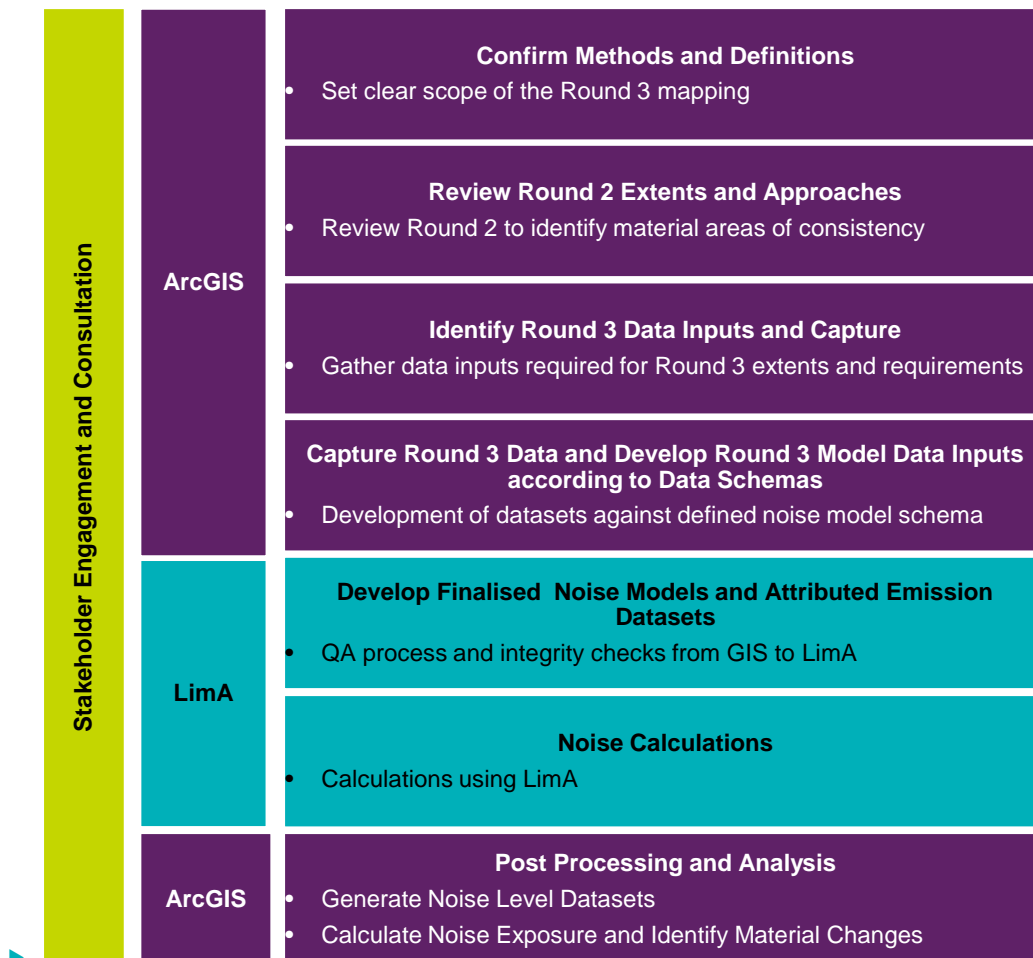 Stakeholder Engagement and Consultation
ArcGIS
Confirm Methods and Definitions
• Set clear scope of the Round 3 mapping
Review Round 2 Extents and Approaches
• Review Round 2 to identify material areas of consistency
Identify Round 3 Data Inputs and Capture
• Gather data inputs required for Round 3 extents and requirements
Capture Round 3 Data and Develop Round 3 Model Data Inputs
according to Data Schemas
• Development of datasets against defined noise model schema
LimA
Develop Finalised Noise Models and Attributed Emission
Datasets
• QA process and integrity checks from GIS to LimA
Noise Calculations
• Calculations using LimA
ArcGIS
Post Processing and Analysis
• Generate Noise Level Datasets
• Calculate Noise Exposure and Identify Material Changes